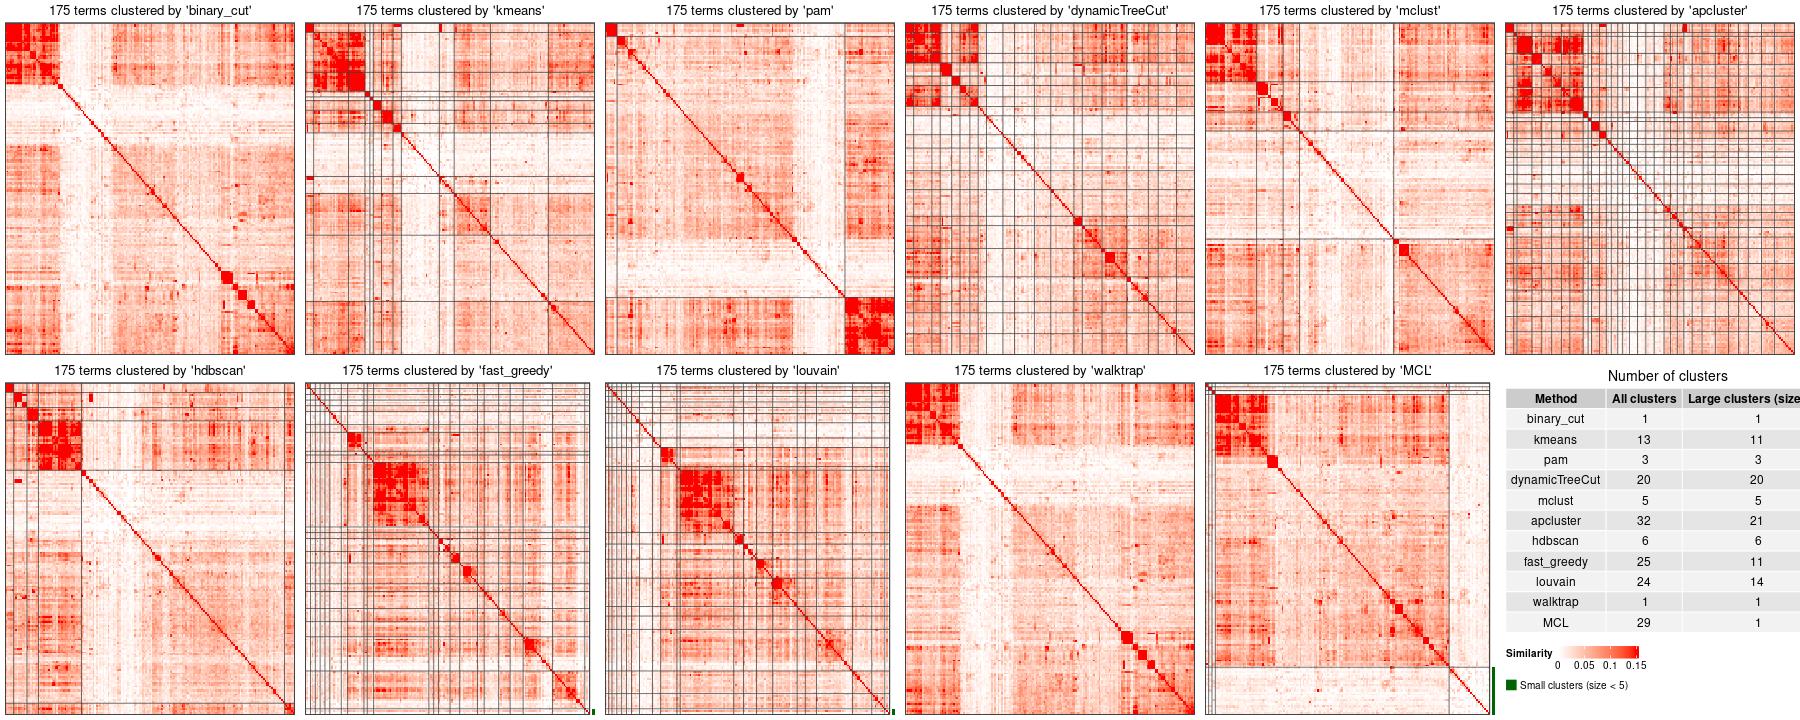 175 terms clustered by 'binary_cut'
175 terms clustered by 'kmeans'
175 terms clustered by 'pam'
175 terms clustered by 'dynamicTreeCut'
175 terms clustered by 'mclust'
175 terms clustered by 'apcluster'
175 terms clustered by 'hdbscan'
175 terms clustered by 'fast_greedy'
175 terms clustered by 'louvain'
175 terms clustered by 'walktrap'
175 terms clustered by 'MCL'
Number of clusters
Method All clusters Large clusters (size
binary_cut 1 1
kmeans 13 11
pam 3 3
dynamicTreeCut 20 20
mclust 5 5
apcluster 32 21
hdbscan 6 6
fast_greedy 25 11
louvain 24 14
walktrap 1 1
MCL 29 1
Similarity
0 0.05 0.1 0.15
Small clusters (size < 5)